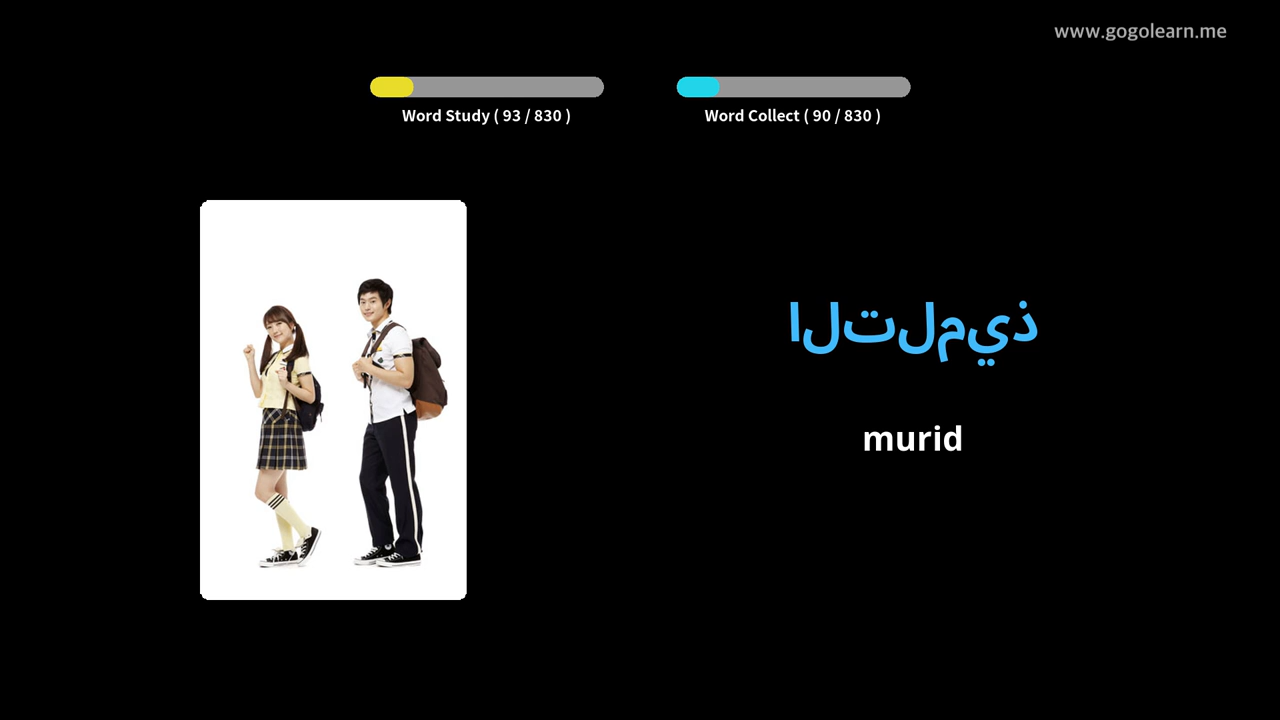 www.gogolearn.me
Word Study ( 93 / 830 )
Word Collect ( 90 / 830 )
التلميذ
murid